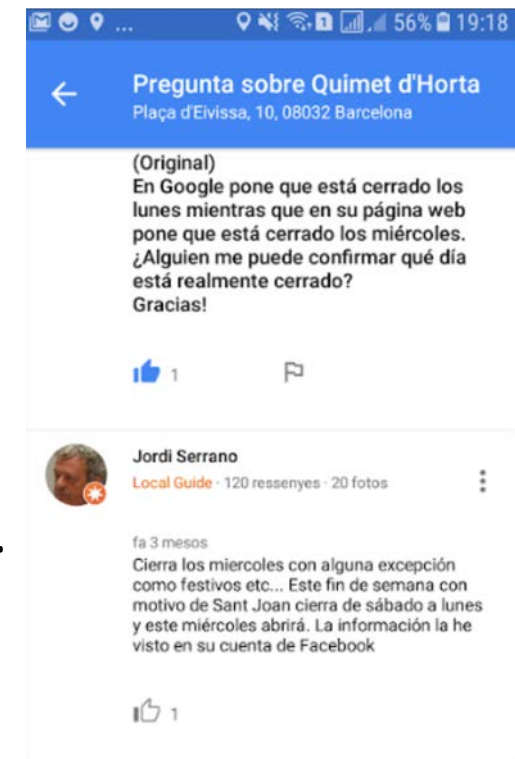 ... 1 56% 19:18
Pregunta sobre Quimet d'Horta
Plaça d'Eivissa, 10, 08032 Barcelona
(Original)
En Google pone que está cerrado los
lunes mientras que en su página web
pone que está cerrado los miércoles.
¿Alguien me puede confirmar qué día
está realmente cerrado?
Gracias!
1
Jordi Serrano
Local Guide · 120 ressenyes · 20 fotos
fa 3 mesos
Cierra los miercoles con alguna excepción
como festivos etc... Este fin de semana con
motivo de Sant Joan cierra de sábado a lunes
y este miércoles abrirá. La información la he
visto en su cuenta de Facebook
1